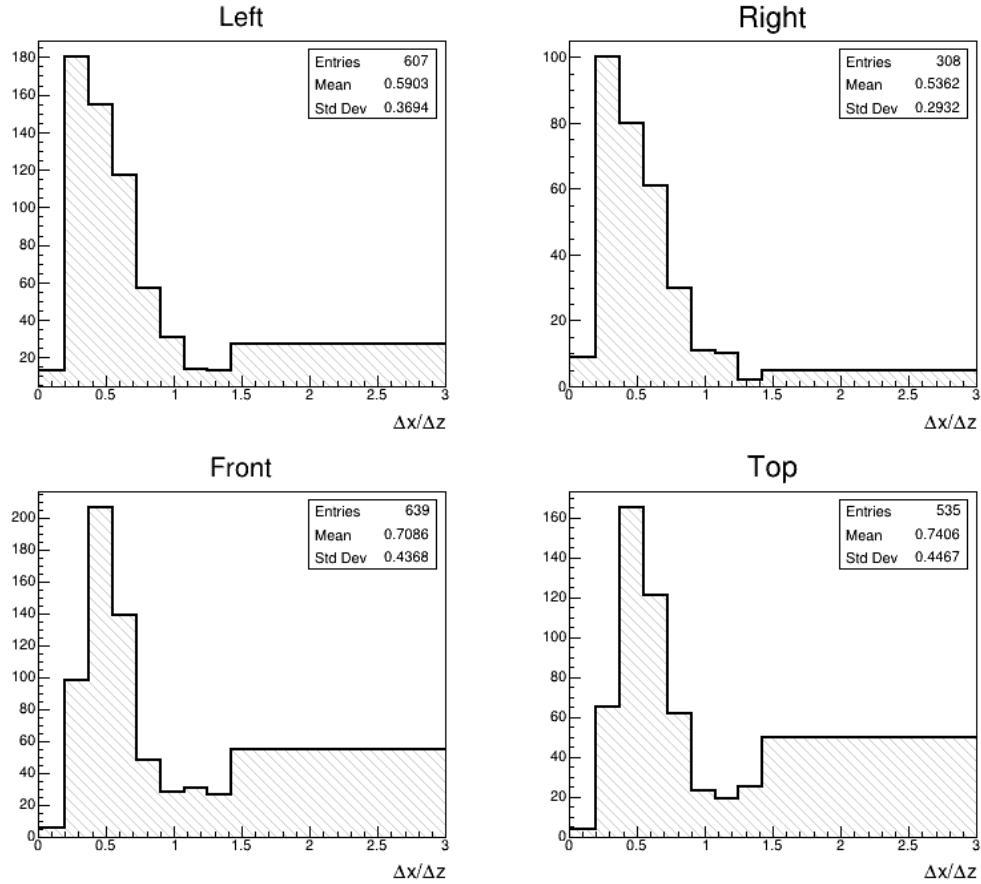 Left
Entries 607
Mean 0.5903
Std Dev 0.3694
180
160
140
120
100
80
60
40
20
0 0.5 1 1.5 2 2.5 3
Δx/Δz
Right
Entries 308
Mean 0.5362
Std Dev 0.2932
100
80
60
40
20
0
0 0.5 1 1.5 2 2.5 3
Δx/Δz
Front
Entries 639
Mean 0.7086
Std Dev 0.4368
200
180
160
140
120
100
80
60
40
20
0
0 0.5 1 1.5 2 2.5 3
Δx/Δz
Top
Entries 535
Mean 0.7406
Std Dev 0.4467
160
140
120
100
80
60
40
20
0
0 0.5 1 1.5 2 2.5 3
Δx/Δz